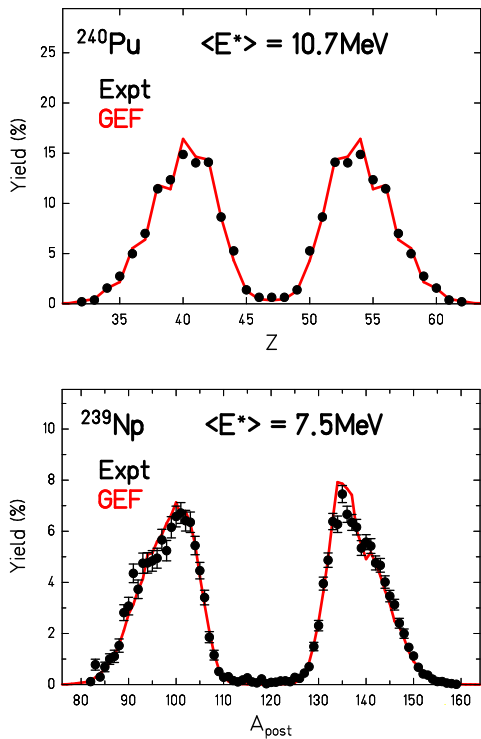 ²⁴⁰Pu <E*> = 10.7MeV
Expt
GEF
Yield (%)
25
20
15
10
5
0
35 40 45 50 55 60
Z
²³⁹Np <E*> = 7.5MeV
Expt
GEF
Yield (%)
10
8
6
4
2
0
80 90 100 110 120 130 140 150 160
A_post